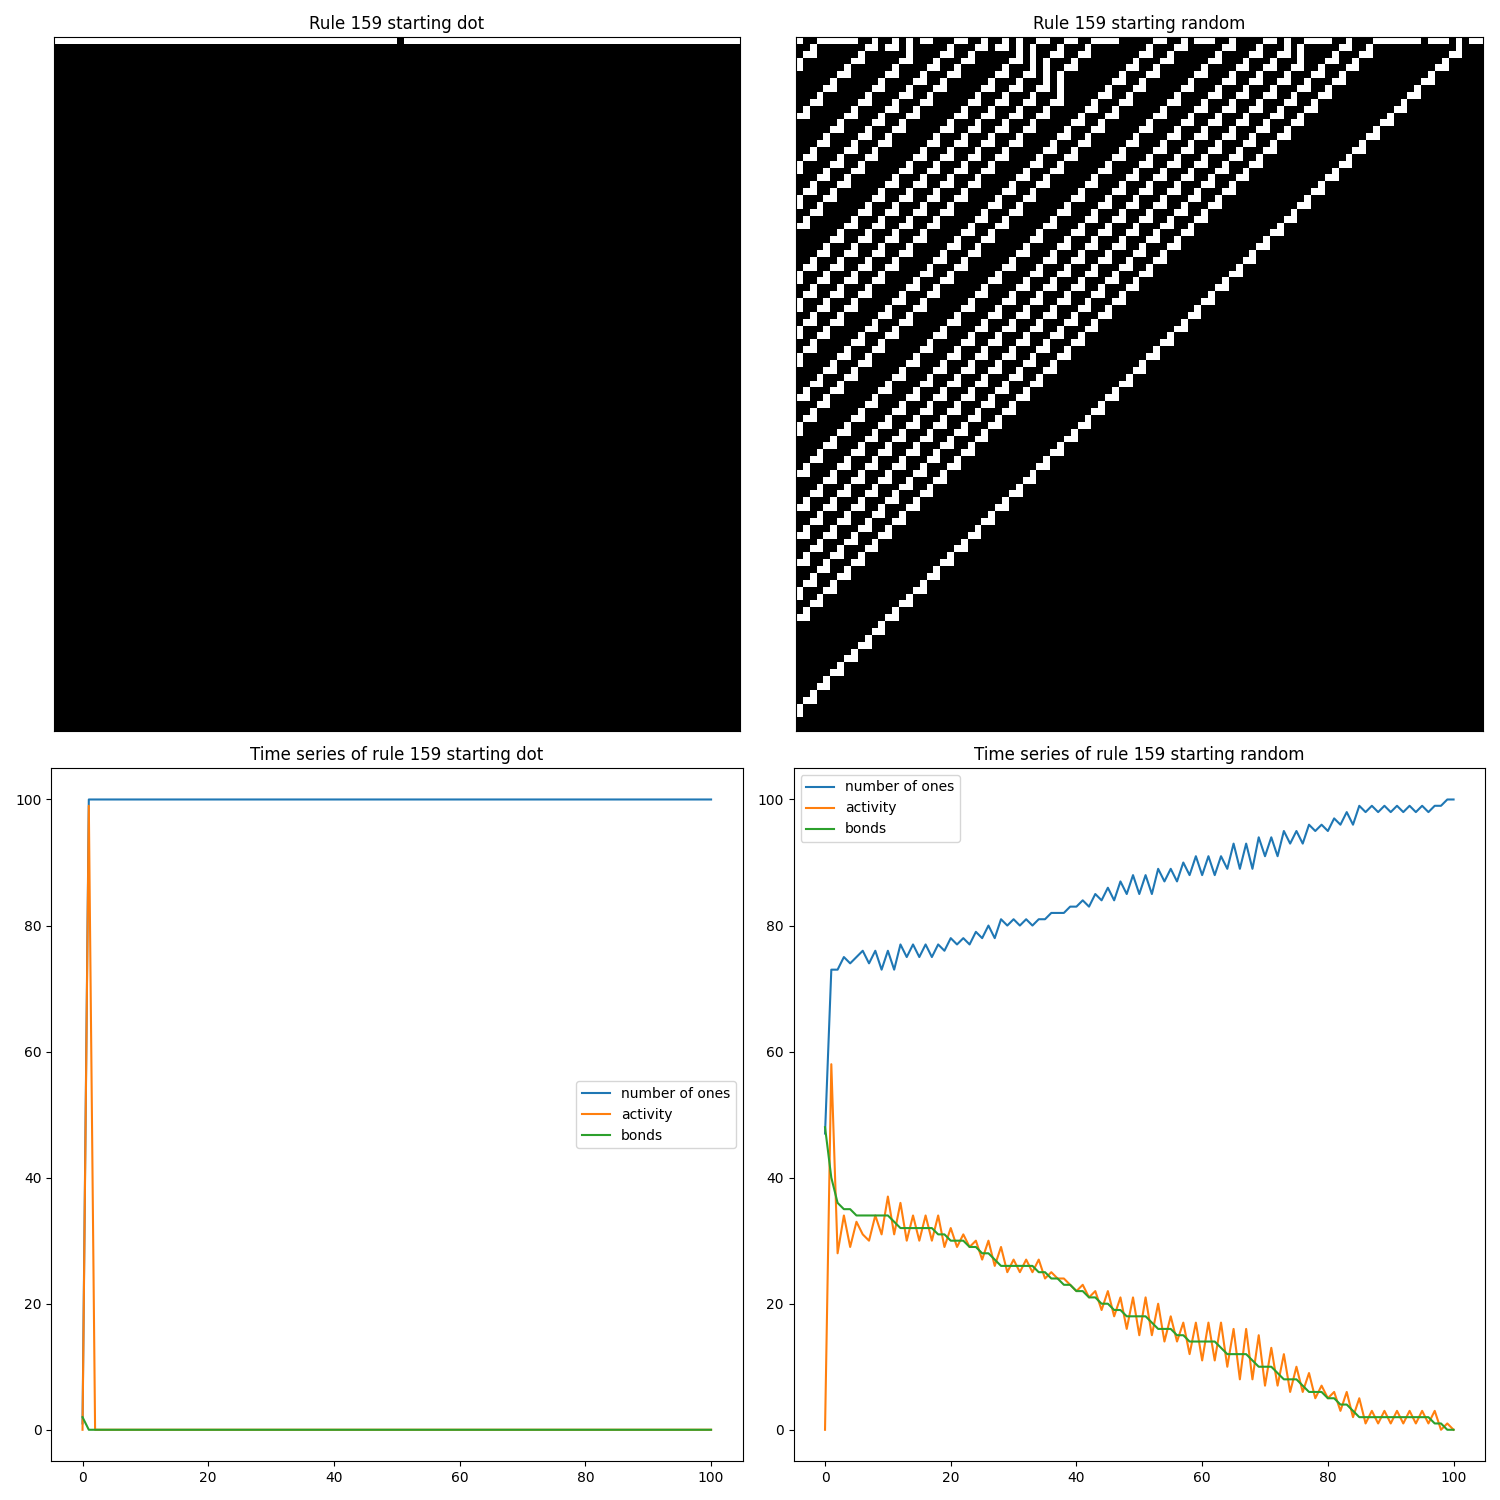 Rule 159 starting dot
Rule 159 starting random
Time series of rule 159 starting dot
100
80
60
40
20
0
0 20 40 60 80 100
number of ones
activity
bonds
Time series of rule 159 starting random
100
80
60
40
20
0
0 20 40 60 80 100
number of ones
activity
bonds